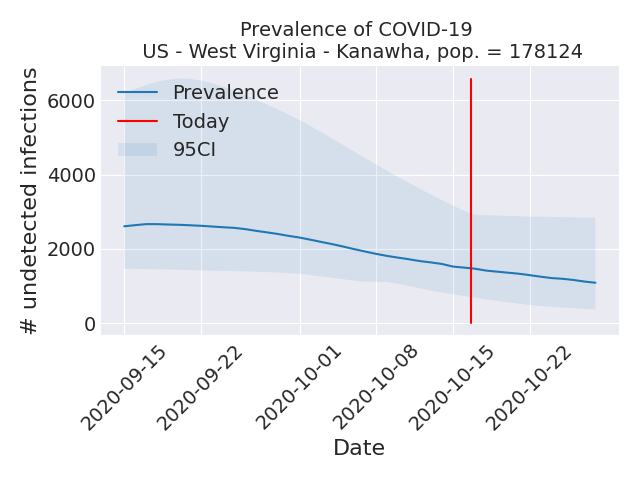 Prevalence of COVID-19
US - West Virginia - Kanawha, pop. = 178124
# undetected infections
6000
4000
2000
0
Prevalence
Today
95CI
2020-09-15
2020-09-22
2020-10-01
2020-10-08
2020-10-15
2020-10-22
Date